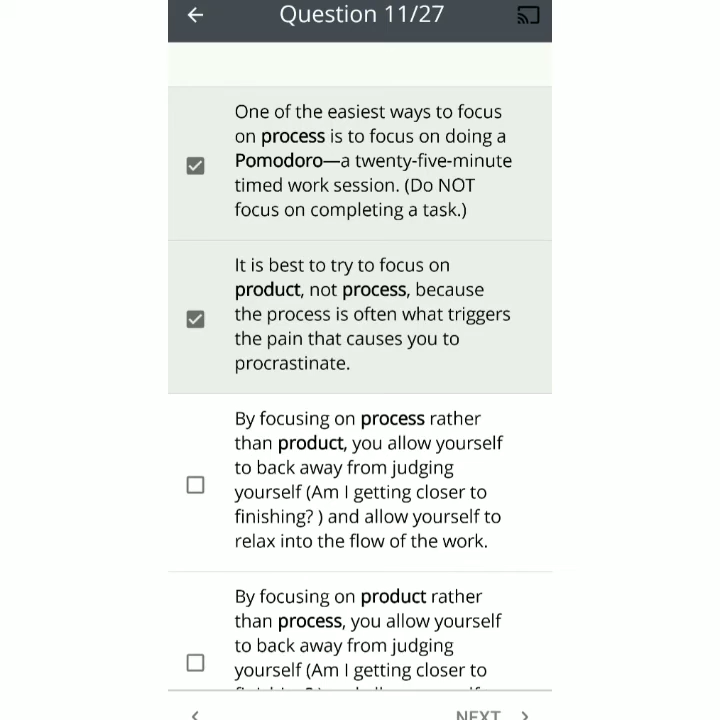 Question 11/27
One of the easiest ways to focus
on process is to focus on doing a
Pomodoro—a twenty-five-minute
timed work session. (Do NOT
focus on completing a task.)
It is best to try to focus on
product, not process, because
the process is often what triggers
the pain that causes you to
procrastinate.
By focusing on process rather
than product, you allow yourself
to back away from judging
yourself (Am I getting closer to
finishing? ) and allow yourself to
relax into the flow of the work.
By focusing on product rather
than process, you allow yourself
to back away from judging
yourself (Am I getting closer to
NEXT